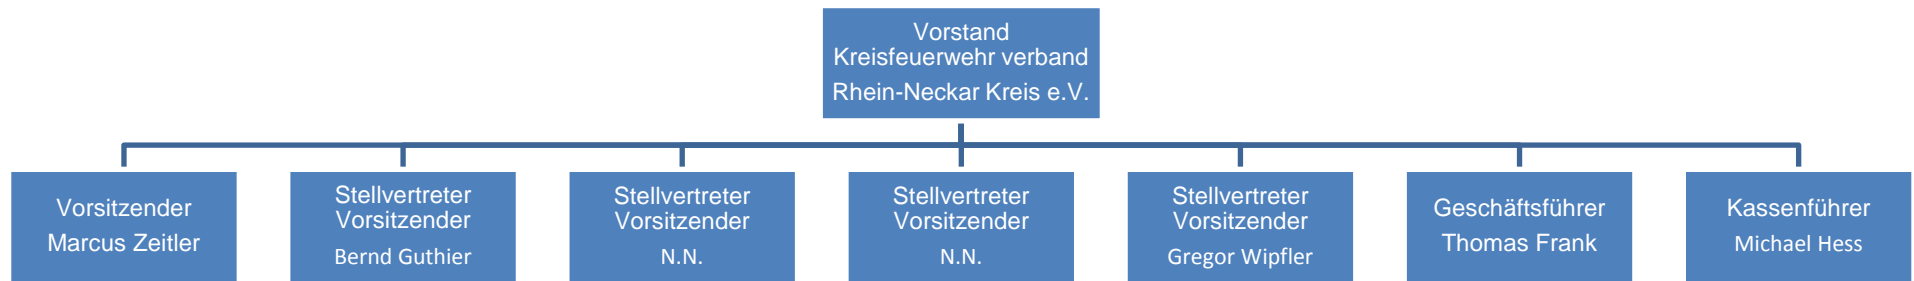 Vorstand
Kreisfeuerwehr verband
Rhein-Neckar Kreis e.V.
Vorsitzender
Marcus Zeitler
Stellvertreter
Vorsitzender
Bernd Guthier
Stellvertreter
Vorsitzender
N.N.
Stellvertreter
Vorsitzender
N.N.
Stellvertreter
Vorsitzender
Gregor Wipfler
Geschäftsführer
Thomas Frank
Kassenführer
Michael Hess